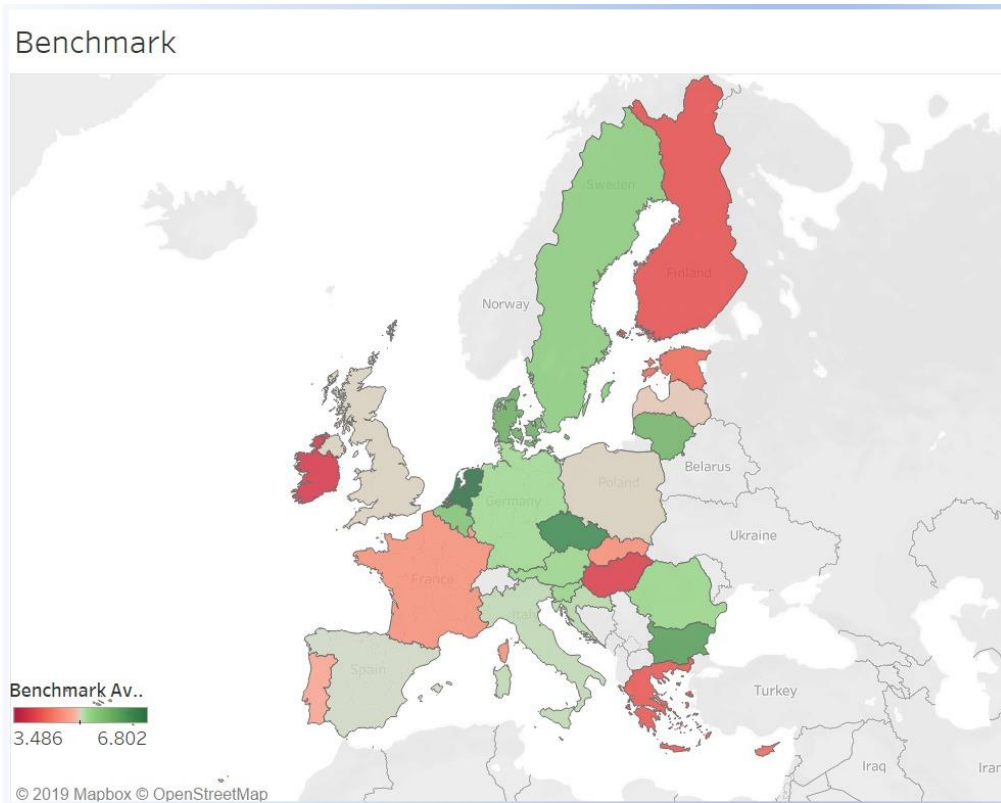 Benchmark
Sweden
Finland
Norway
Belarus
Poland
Germany
Ukraine
France
Italy
Spain
Turkey
Benchmark Av..
3.486 6.802
Iraq
Iran
© 2019 Mapbox © OpenStreetMap